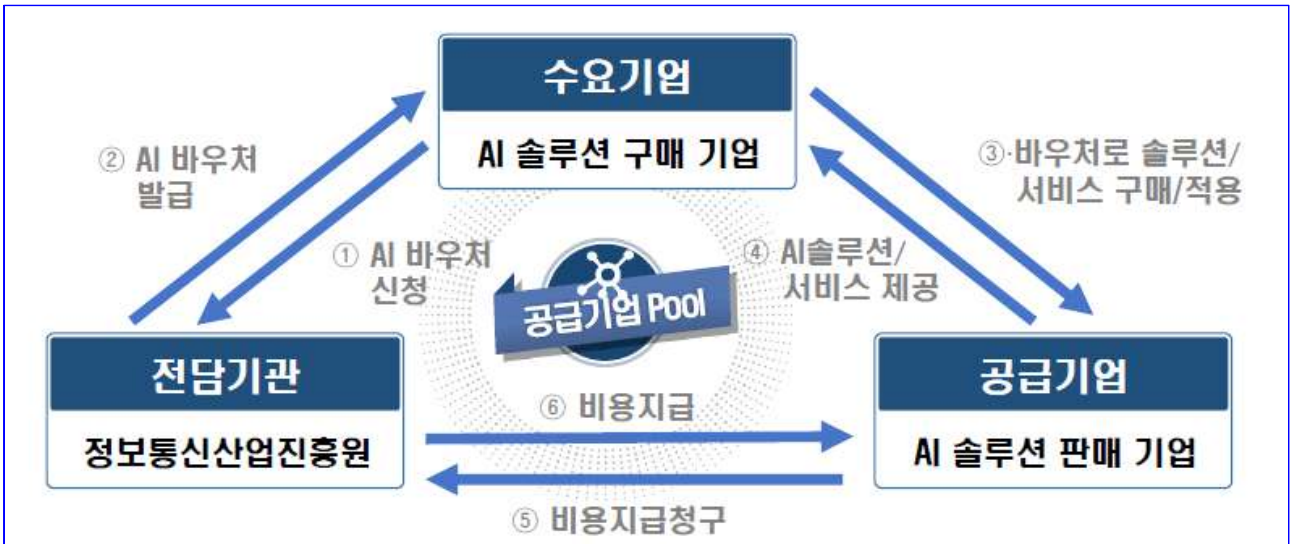 수요기업
AI 솔루션 구매 기업
② AI 바우처
발급
① AI 바우처
신청
③ 바우처로 솔루션/
서비스 구매/적용
④ AI솔루션/
서비스 제공
공급기업 Pool
전담기관
정보통신산업진흥원
공급기업
AI 솔루션 판매 기업
⑥ 비용지급
⑤ 비용지급청구